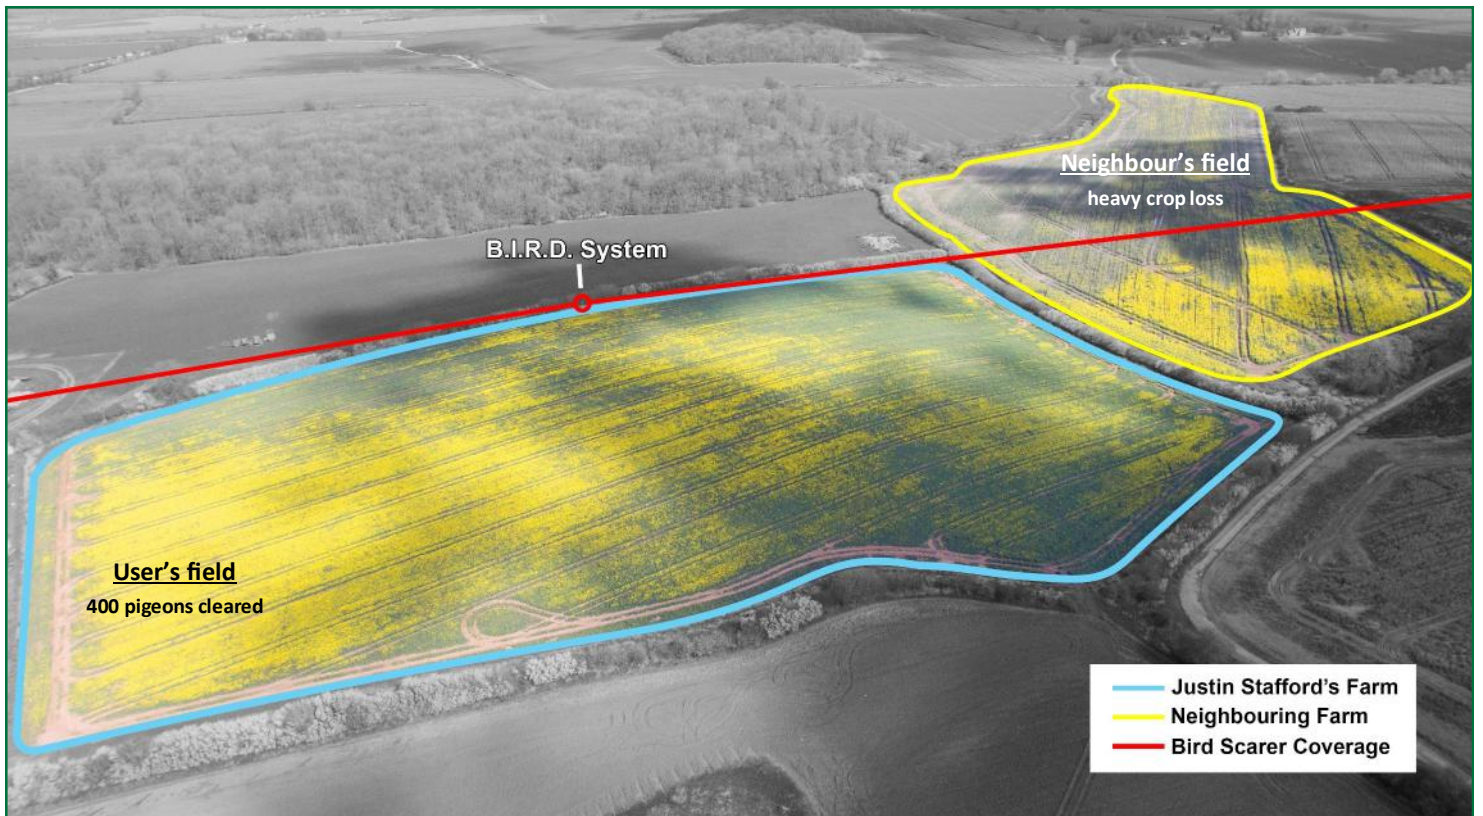 Neighbour’s field
heavy crop loss
B.I.R.D. System
User’s field
400 pigeons cleared
Justin Stafford's Farm
Neighbouring Farm
Bird Scarer Coverage